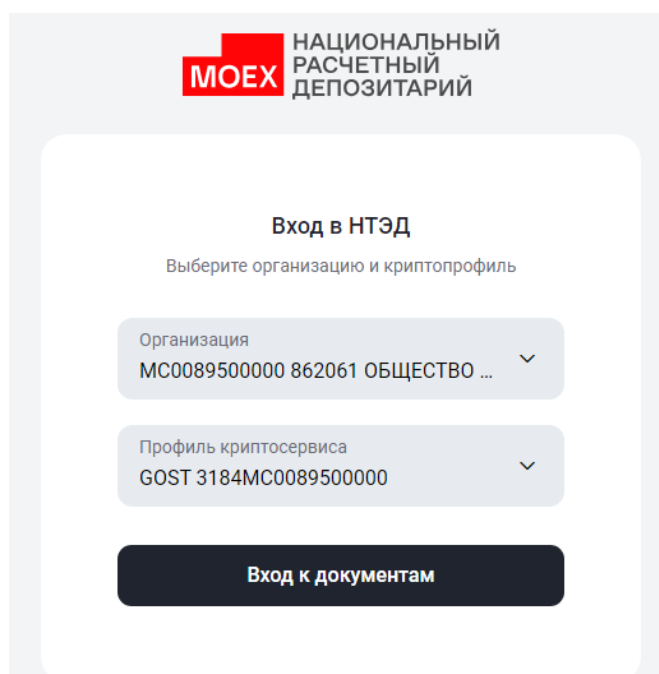 MOEX
НАЦИОНАЛЬНЫЙ
РАСЧЕТНЫЙ
ДЕПОЗИТАРИЙ
Вход в НТЭД
Выберите организацию и криптопрофиль
Организация
MC0089500000 862061 ОБЩЕСТВО ...
Профиль криптосервиса
GOST 3184MC0089500000
Вход к документам